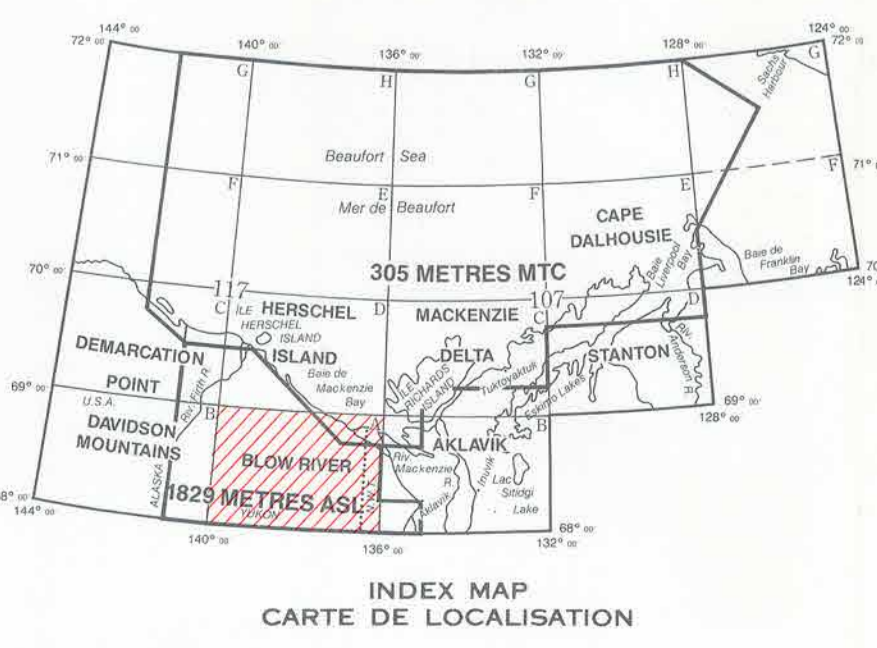 144° 00'
72° 00'
140° 00'
136° 00'
132° 00'
128° 00'
124° 00'
72° 00'
G
H
G
H
G
Sachs
Harbour
Beaufort Sea
71° 00'
71° 00'
F
E
F
E
F
Mer de Beaufort
CAPE
DALHOUSIE
Baie
Liverpool
Bay
Baie de
Franklin
Bay
70° 00'
70°
124° 00'
305 METRES MTC
117
107
C
D
C
D
ÎLE
HERSCHEL
ISLAND
HERSCHEL
ISLAND
MACKENZIE
DELTA
DEMARCATION
POINT
Baie de
Mackenzie
Bay
ÎLE
RICHARDS
ISLAND
Tuktoyaktuk
STANTON
Riv.
Anderson R.
Eskimo Lakes
69° 00'
U.S.A.
Riv. Firth R.
69° 00'
128° 00'
B
A
B
DAVIDSON
MOUNTAINS
BLOW RIVER
AKLAVIK
Riv.
Mackenzie
R.
Inuvik
Lac
Sitidgi
Lake
Aklavik
ALASKA
1829 METRES ASL
YUKON
N.W.T.
8° 00'
144° 00'
140° 00'
136° 00'
68° 00'
132° 00'
INDEX MAP
CARTE DE LOCALISATION